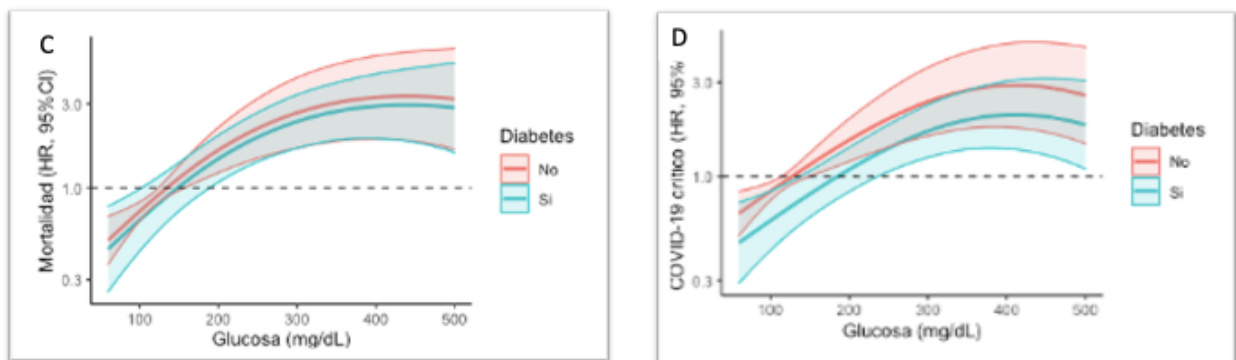 C
Mortalidad (HR, 95%CI)
3.0
1.0
0.3
100 200 300 400 500
Glucosa (mg/dL)
Diabetes
No
Si
D
COVID-19 crítico (HR, 95%
3.0
1.0
0.3
100 200 300 400 500
Glucosa (mg/dL)
Diabetes
No
Si